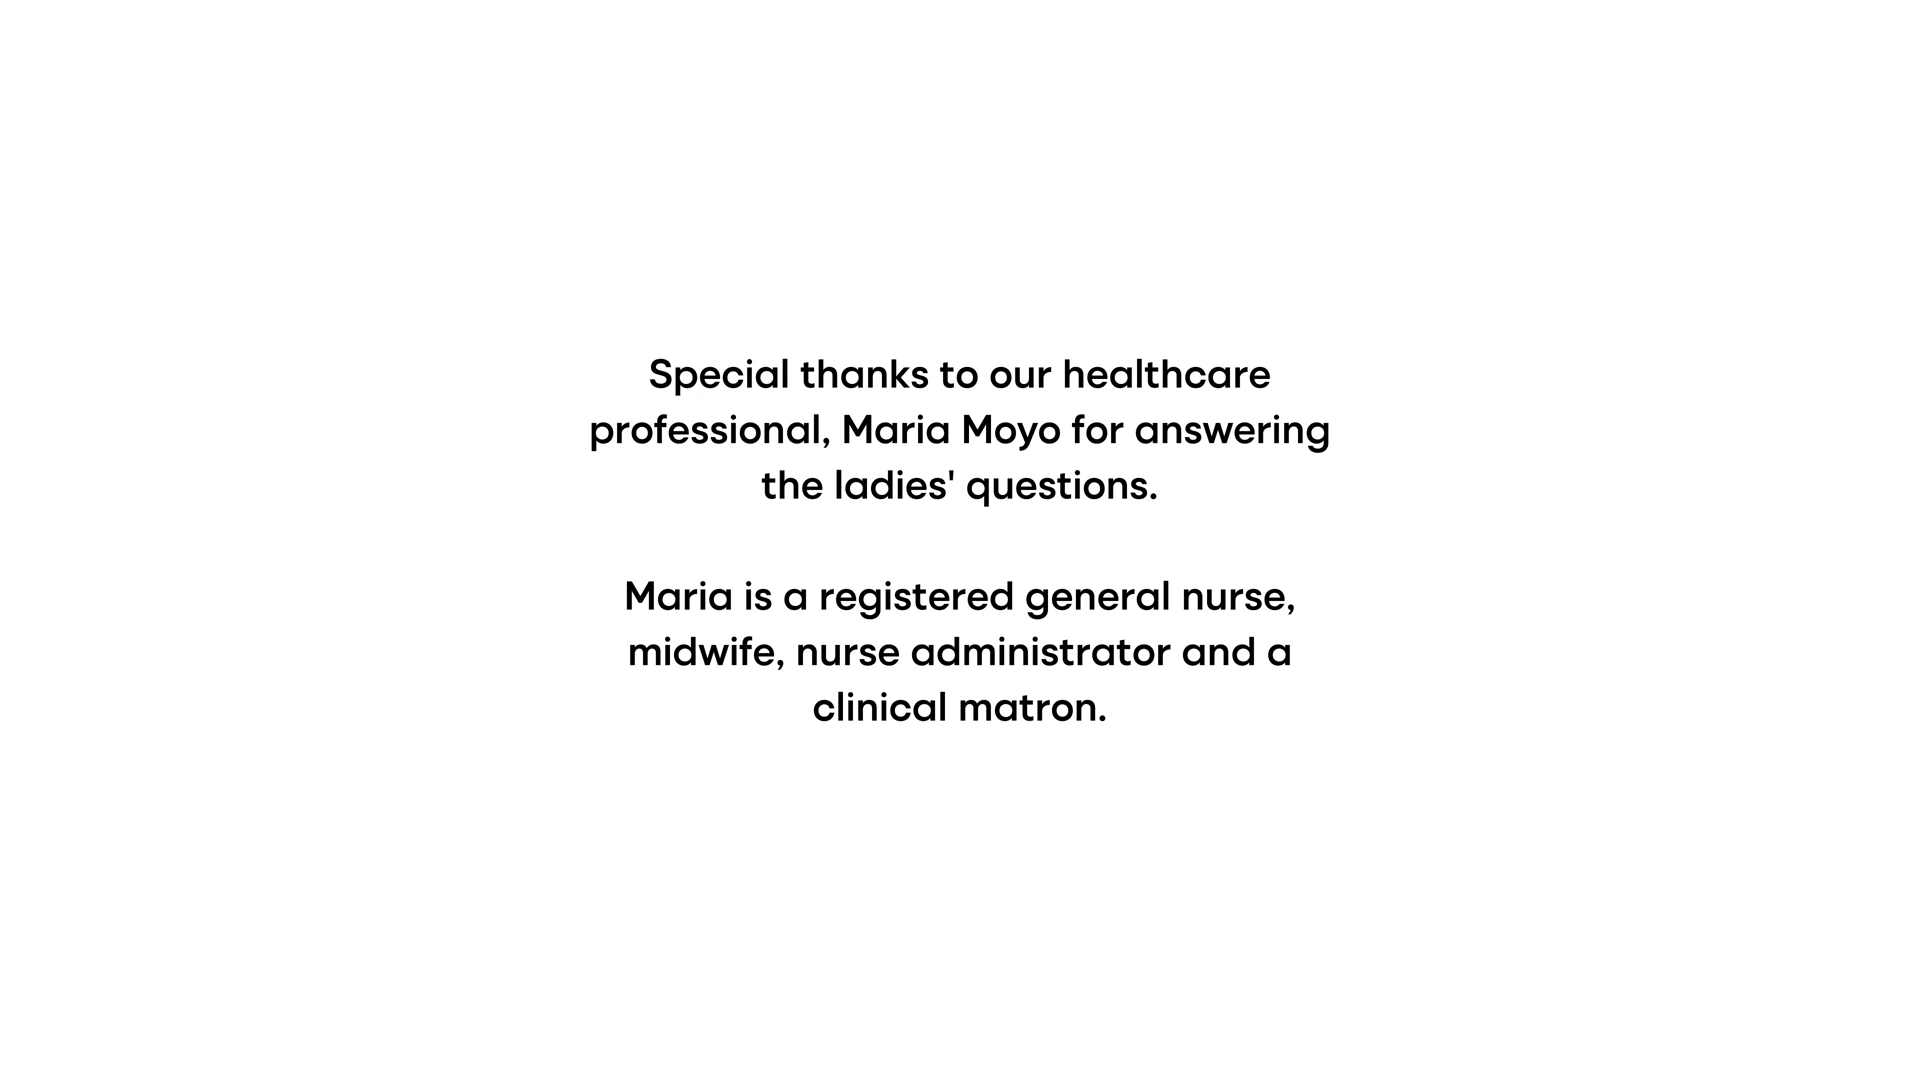 Special thanks to our healthcare
professional, Maria Moyo for answering
the ladies' questions.
Maria is a registered general nurse,
midwife, nurse administrator and a
clinical matron.